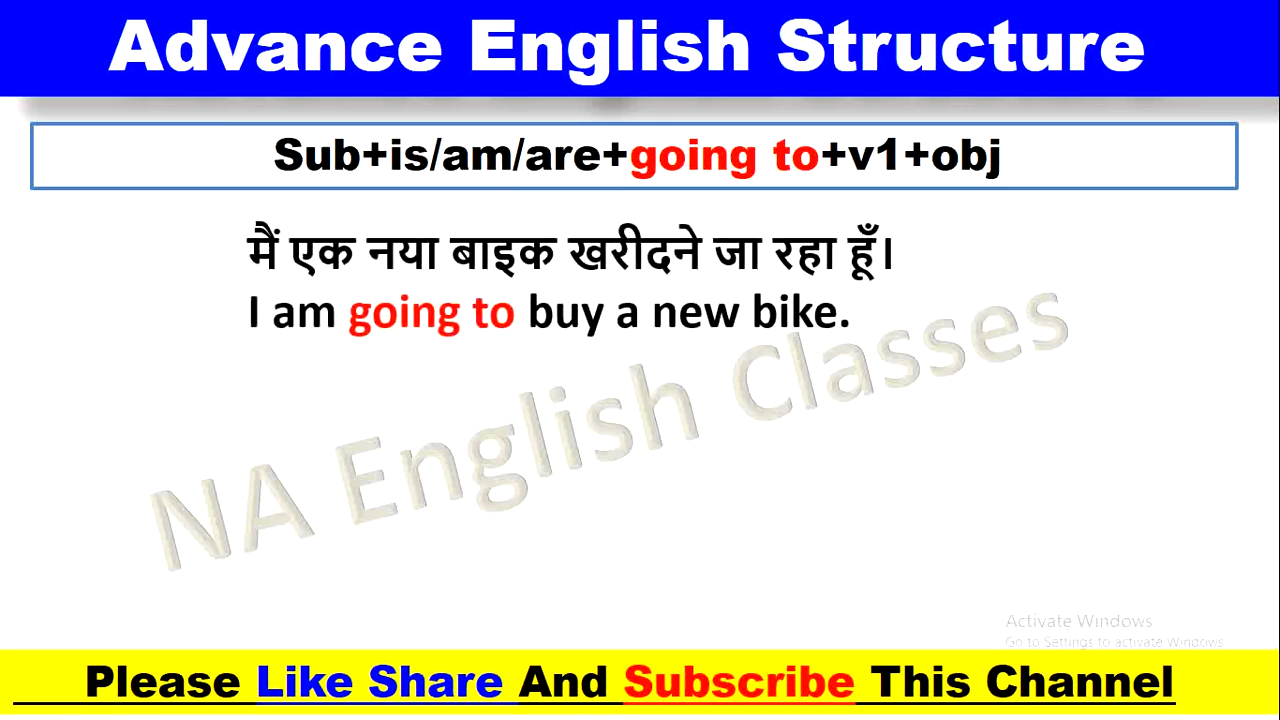 Advance English Structure
Sub+is/am/are+going to+v1+obj
मैं एक नया बाइक खरीदने जा रहा हूँ।
I am going to buy a new bike.
NA English Classes
Activate Windows
Go to Settings to activate Windows
Please Like Share And Subscribe This Channel